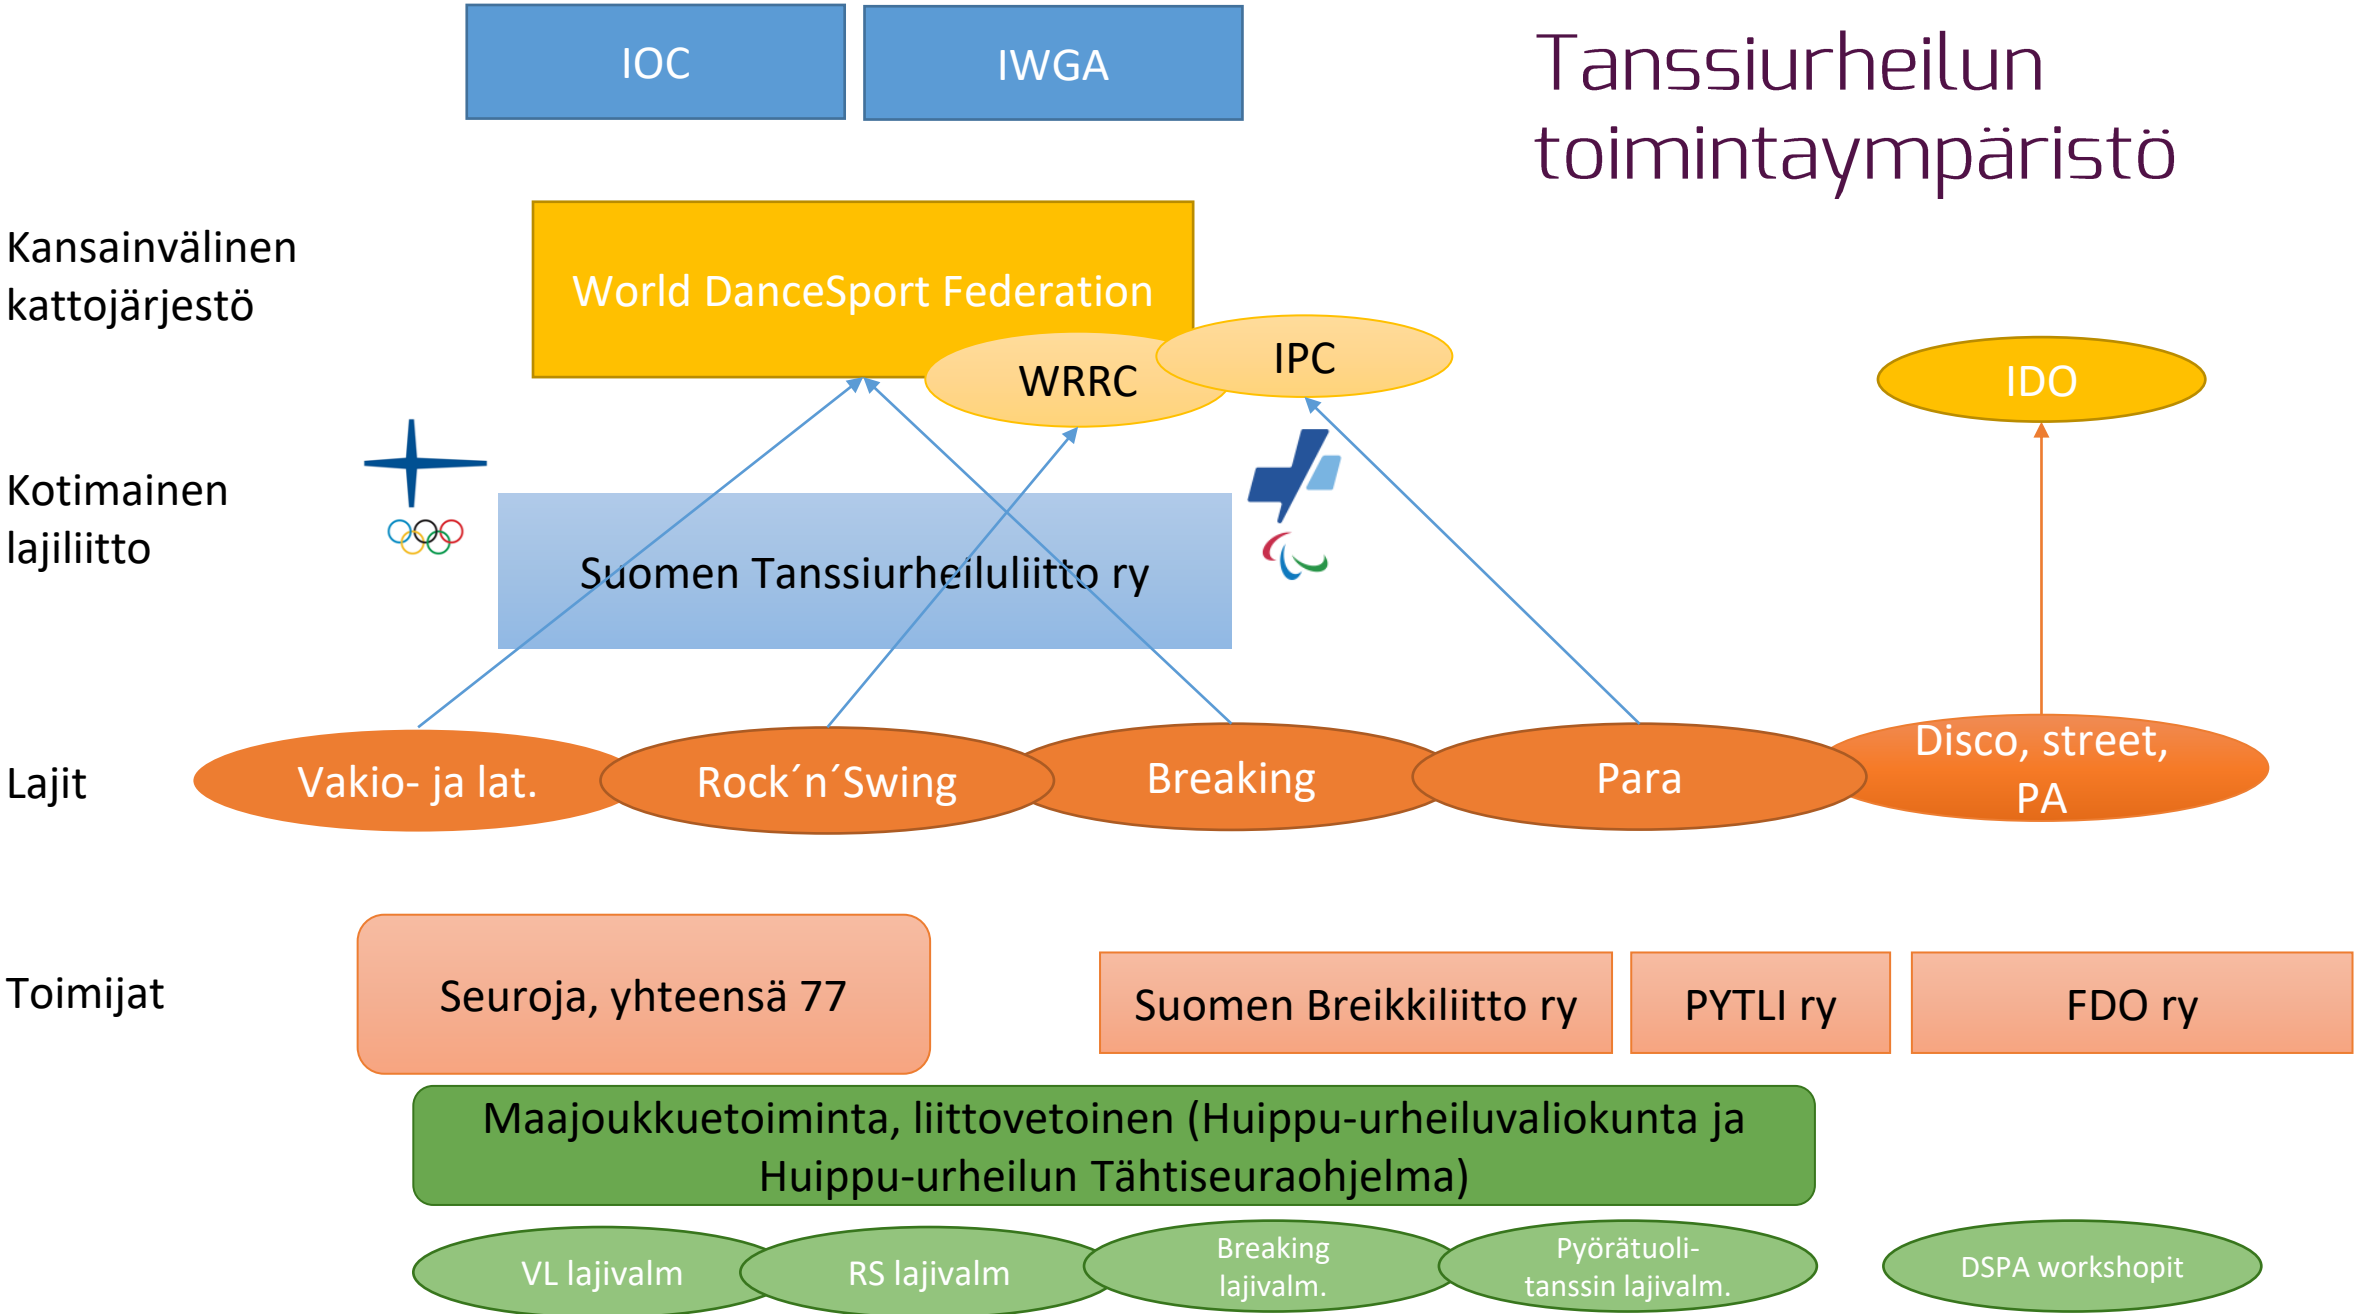 IOC
IWGA
Tanssiurheilun
toimintaympäristö
Kansainvälinen
kattojärjestö
World DanceSport Federation
WRRC
IPC
IDO
Kotimainen
lajiliitto
Suomen Tanssiurheiluliitto ry
Lajit
Vakio- ja lat.
Rock´n´Swing
Breaking
Para
Disco, street,
PA
Toimijat
Seuroja, yhteensä 77
Suomen Breikkiliitto ry
PYTLI ry
FDO ry
Maajoukkuetoiminta, liittovetoinen (Huippu-urheiluvaliokunta ja
Huippu-urheilun Tähtiseuraohjelma)
VL lajivalm
RS lajivalm
Breaking
lajivalm.
Pyörätuoli-
tanssin lajivalm.
DSPA workshopit